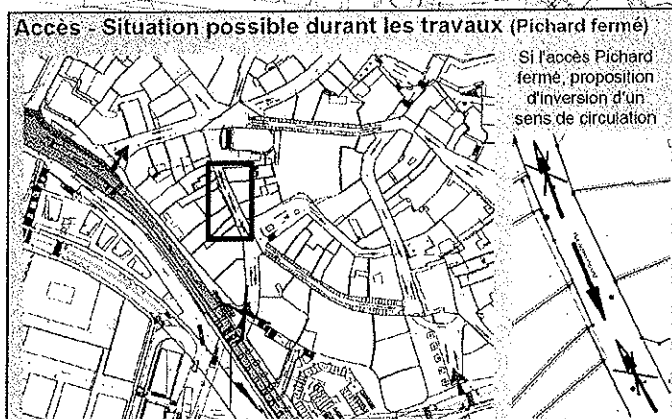 Accès - Situation possible durant les travaux (Pichard fermé)
Si l'accès Pichard
fermé, proposition
d'inversion d'un
sens de circulation